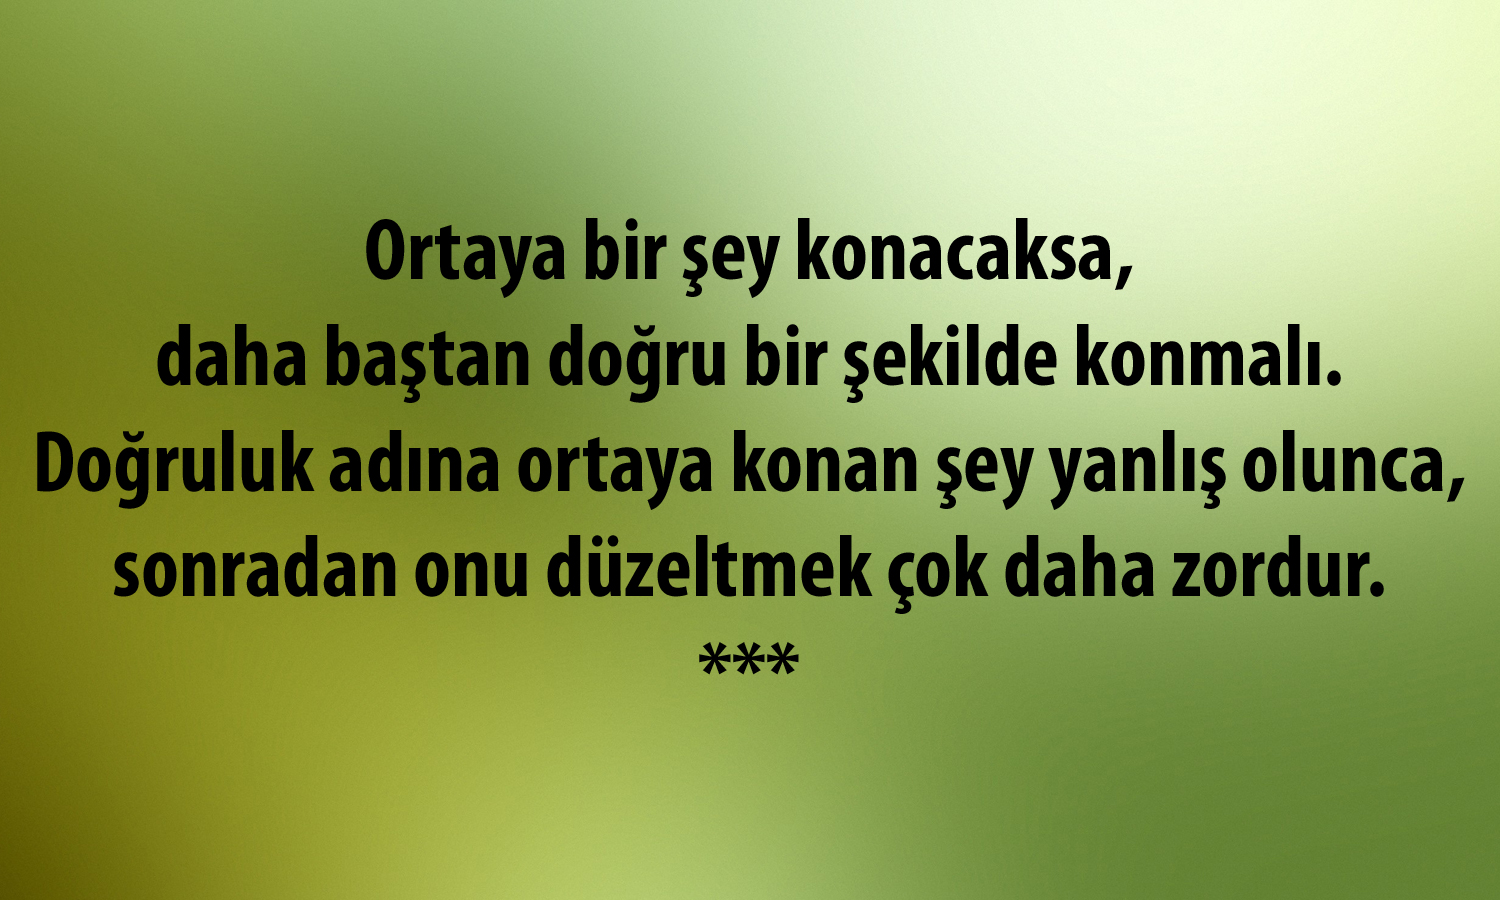 Ortaya bir şey konacaksa,
daha baştan doğru bir şekilde konmalı.
Doğruluk adına ortaya konan şey yanlış olunca,
sonradan onu düzeltmek çok daha zordur.
***